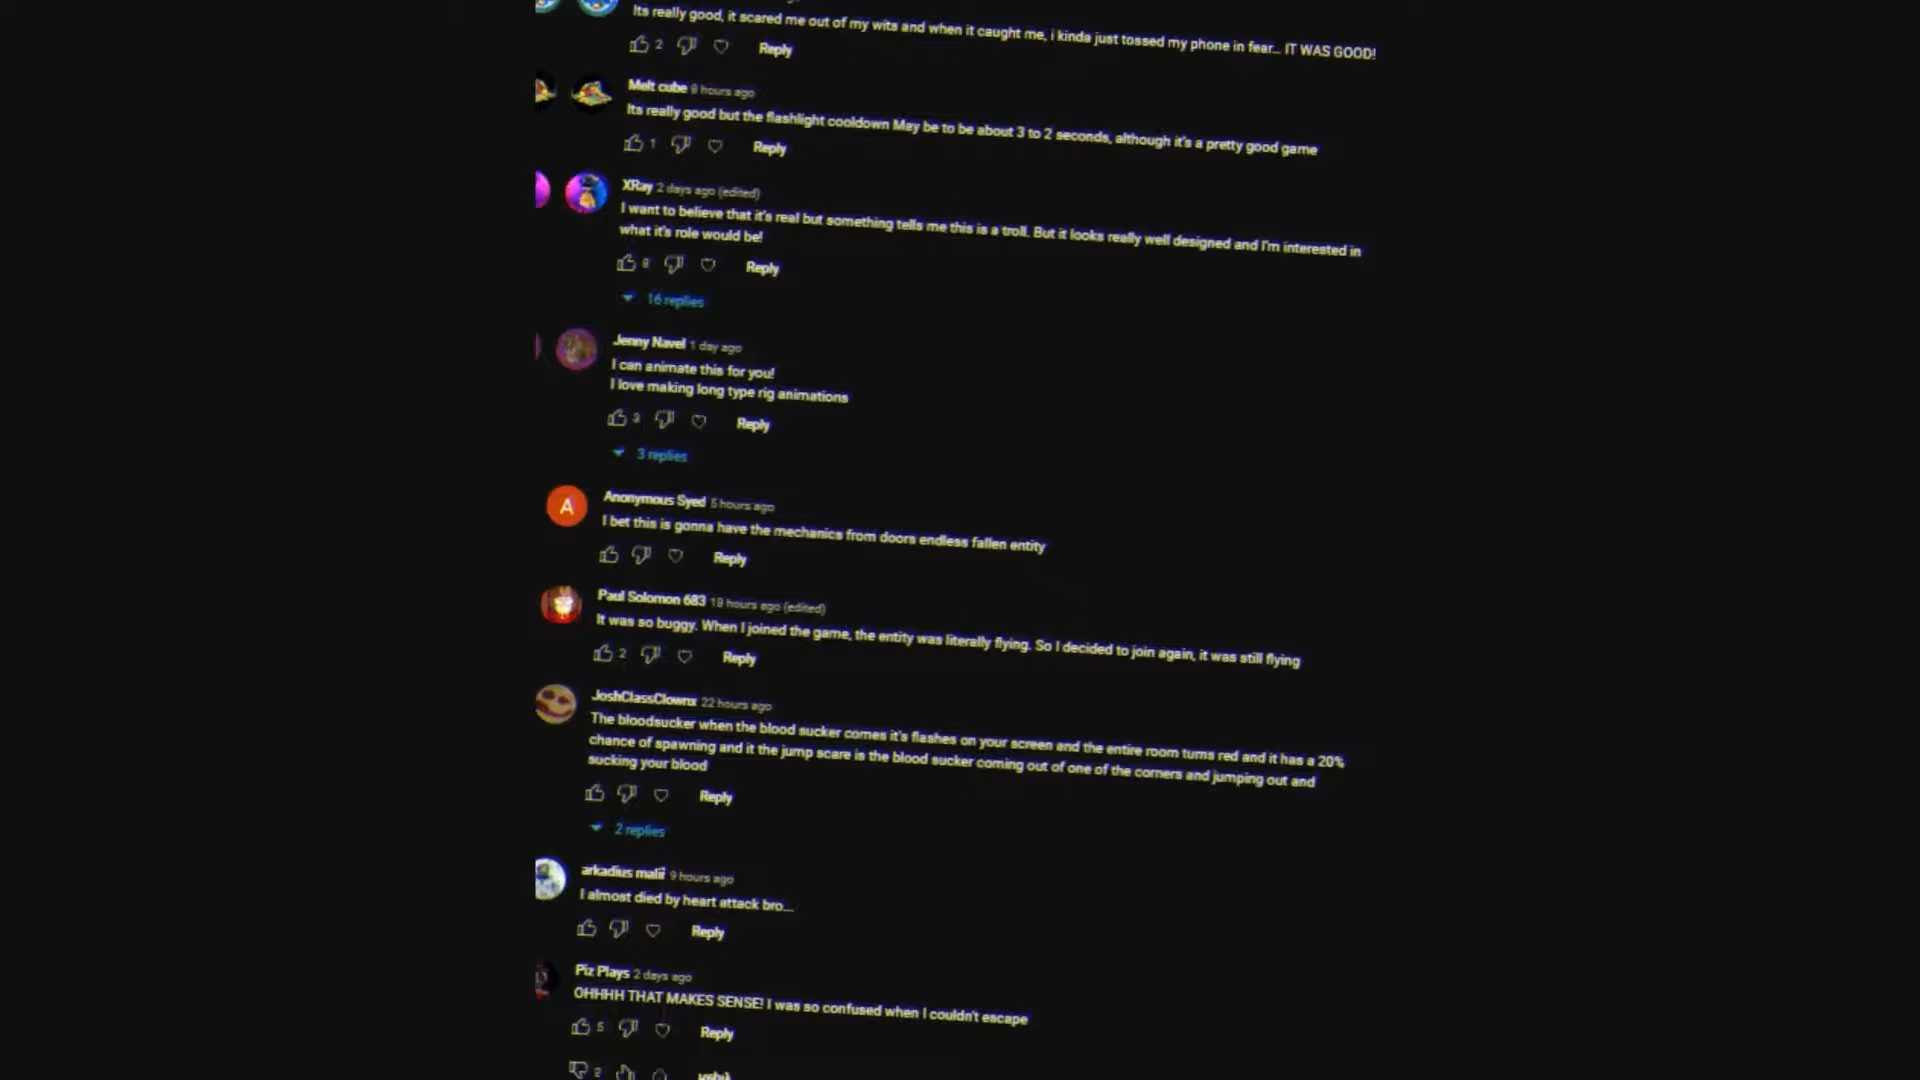 Its really good, it scared me out of my wits and when it caught me, i kinda just tossed my phone in fear... IT WAS GOOD!
2 Reply
Melt cube 8 hours ago
Its really good but the flashlight cooldown May be to be about 3 to 2 seconds, although it's a pretty good game
1 Reply
XRay 2 days ago (edited)
I want to believe that it's real but something tells me this is a troll. But it looks really well designed and I'm interested in
what it's role would be!
8 Reply
16 replies
Jenny Navel 1 day ago
I can animate this for you!
I love making long type rig animations
3 Reply
3 replies
A
Anonymous Syed 5 hours ago
I bet this is gonna have the mechanics from doors endless fallen entity
Reply
Paul Solomon 683 18 hours ago (edited)
It was so buggy. When I joined the game, the entity was literally flying. So I decided to join again, it was still flying
2 Reply
JoshClassClownx 22 hours ago
The bloodsucker when the blood sucker comes it's flashes on your screen and the entire room turns red and it has a 20%
chance of spawning and it the jump scare is the blood sucker coming out of one of the corners and jumping out and
sucking your blood
Reply
2 replies
arkadius 9 hours ago
I almost died by heart attack bro...
Reply
Piz Plays 2 days ago
OHHHH THAT MAKES SENSE! I was so confused when I couldn't escape
5 Reply
2